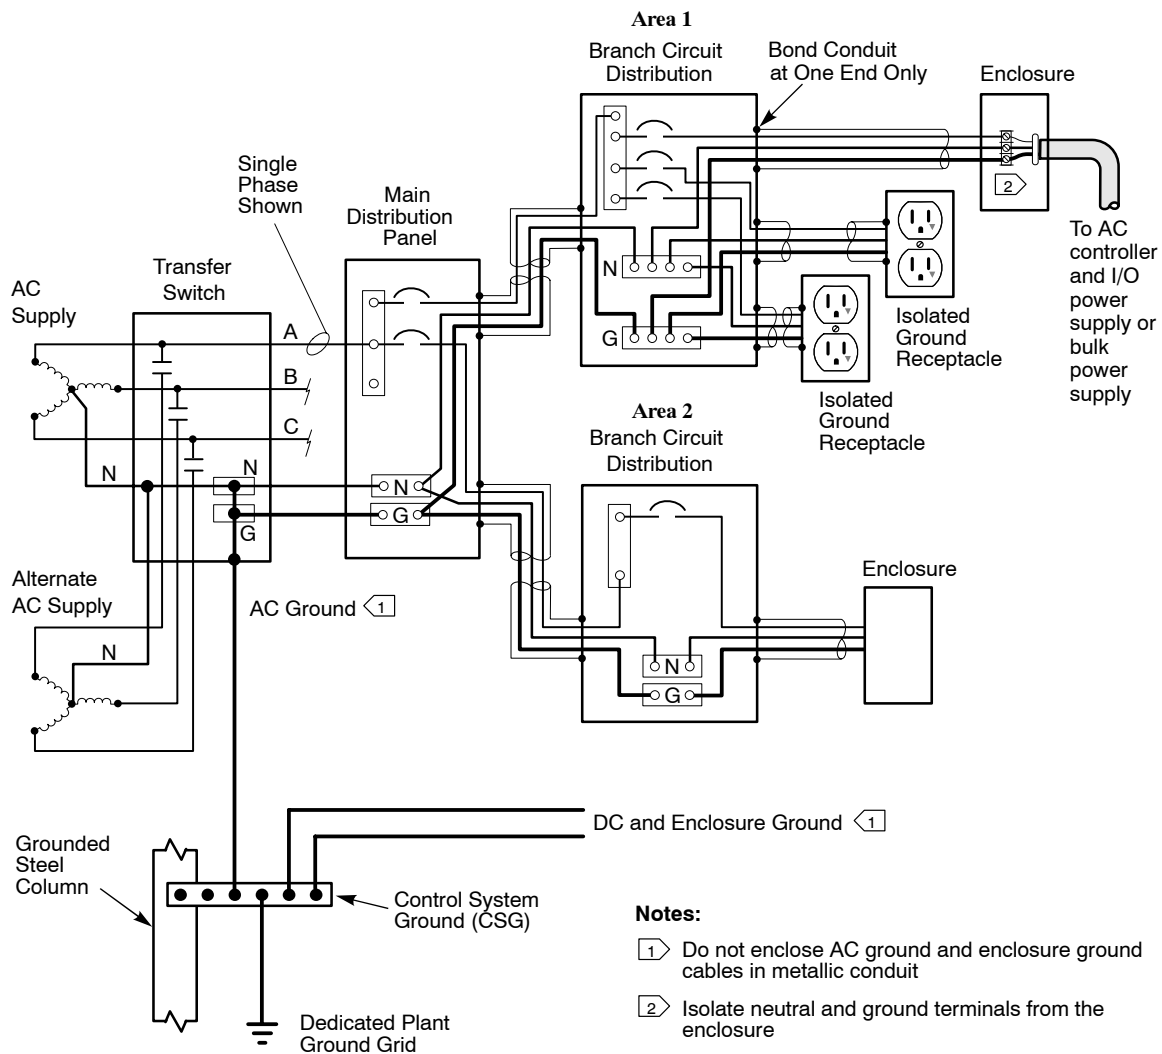 Area 1
Branch Circuit
Distribution
Bond Conduit
at One End Only
Enclosure
Single
Phase
Shown
Main
Distribution
Panel
2
To AC
controller
and I/O
power
supply or
bulk
power
supply
Transfer
Switch
AC
Supply
A
B
C
N
N
G
N
G
N
G
Isolated
Ground
Receptacle
Isolated
Ground
Receptacle
Area 2
Branch Circuit
Distribution
Enclosure
Alternate
AC Supply
N
AC Ground 1
N
G
DC and Enclosure Ground 1
Grounded
Steel
Column
Control System
Ground (CSG)
Dedicated Plant
Ground Grid
Notes:
1 Do not enclose AC ground and enclosure ground
cables in metallic conduit
2 Isolate neutral and ground terminals from the
enclosure